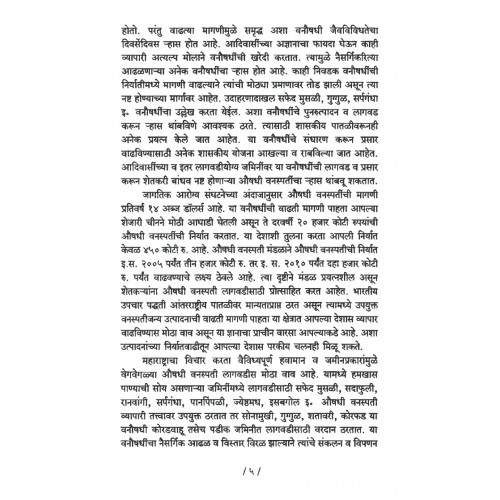 होतो. परंतु वाढत्या मागणीमुळे समृद्ध अशा वनौषधी जैवविविधतेचा
दिवसेंदिवस ऱ्हास होत आहे. आदिवासींच्या अज्ञानाचा फायदा घेऊन काही
व्यापारी अत्यल्प मोलाने वनौषधींची खरेदी करतात. त्यामुळे नैसर्गिकरित्या
आढळणाऱ्या अनेक वनौषधींचा ऱ्हास होत आहे. काही निवडक वनौषधींची
निर्यातीमध्ये मागणी वाढल्याने त्यांची मोठ्या प्रमाणावर तोड झाली असून त्या
नष्ट होण्याच्या मार्गावर आहेत. उदाहरणादाखल सफेद मुसळी, गुग्गुळ, सर्पगंधा
इ. वनौषधींचा उल्लेख करता येईल. अशा वनौषधींचे पुनरुत्पादन व लागवड
करून ऱ्हास थांबविणे आवश्यक ठरते. त्यासाठी शासकीय पातळीवरूनही
अनेक प्रयत्न केले जात आहेत. या वनौषधींचे संधारण करून प्रसार
वाढविण्यासाठी अनेक शासकीय योजना आखल्या व राबविल्या जात आहेत.
आदिवासींच्या व इतर लागवडीयोग्य जमिनींवर या वनौषधींची लागवड व प्रसार
करून शेतकरी बांधव नष्ट होणाऱ्या औषधी वनस्पतींचा ऱ्हास थांबवू शकतात.
जागतिक आरोग्य संघटनेच्या अंदाजानुसार औषधी वनस्पतींची मागणी
प्रतिवर्ष १४ अब्ज डॉलर्स आहे. या वनौषधींची वाढती मागणी पाहता आपल्या
शेजारी चीनने मोठी आघाडी घेतली असून ते दरवर्षी २० हजार कोटी रुपयांची
औषधी वनस्पतींची निर्यात करतात. या देशाशी तुलना करता आपली निर्यात
केवळ ४५० कोटी रु. आहे. औषधी वनस्पती मंडळाने औषधी वनस्पतींची निर्यात
इ.स. २००५ पर्यंत तीन हजार कोटी रु. तर इ. स. २०१० पर्यंत दहा हजार कोटी
रु. पर्यंत वाढवण्याचे लक्ष्य ठेवले आहे. त्या दृष्टीने मंडळ प्रयत्नशील असून
शेतकऱ्यांना औषधी वनस्पती लागवडीसाठी प्रोत्साहित करत आहेत. भारतीय
उपचार पद्धती आंतरराष्ट्रीय पातळीवर मान्यताप्राप्त ठरत असून त्यामध्ये उपयुक्त
वनस्पतीजन्य उत्पादनाची वाढती मागणी पाहता या क्षेत्रात आपल्या देशास व्यापार
वाढविण्यास मोठा वाव असून या ज्ञानाचा प्राचीन वारसा आपल्याकडे आहे. अशा
उत्पादनांच्या निर्यातवाढीतून आपल्या देशास परकीय चलनही मिळू शकते.
महाराष्ट्राचा विचार करता वैविध्यपूर्ण हवामान व जमीनप्रकारांमुळे
वेगवेगळ्या औषधी वनस्पती लागवडीस मोठा वाव आहे. यामध्ये हमखास
पाण्याची सोय असणाऱ्या जमिनींमध्ये लागवडीसाठी सफेद मुसळी, सदाफुली,
रानवांगी, सर्पगंधा, पानपिंपळी, ज्येष्ठमध, इसबगोल इ. औषधी वनस्पती
व्यापारी तत्त्वावर उपयुक्त ठरतात तर सोनामुखी, गुग्गुळ, शतावरी, कोरफड या
वनौषधी कोरडवाहू तसेच पडीक जमिनीत लागवडीसाठी वरदान ठरतात. या
वनौषधींचा नैसर्गिक आढळ व विस्तार विरळ झाल्याने त्यांचे संकलन व विपणन
/ ५ /